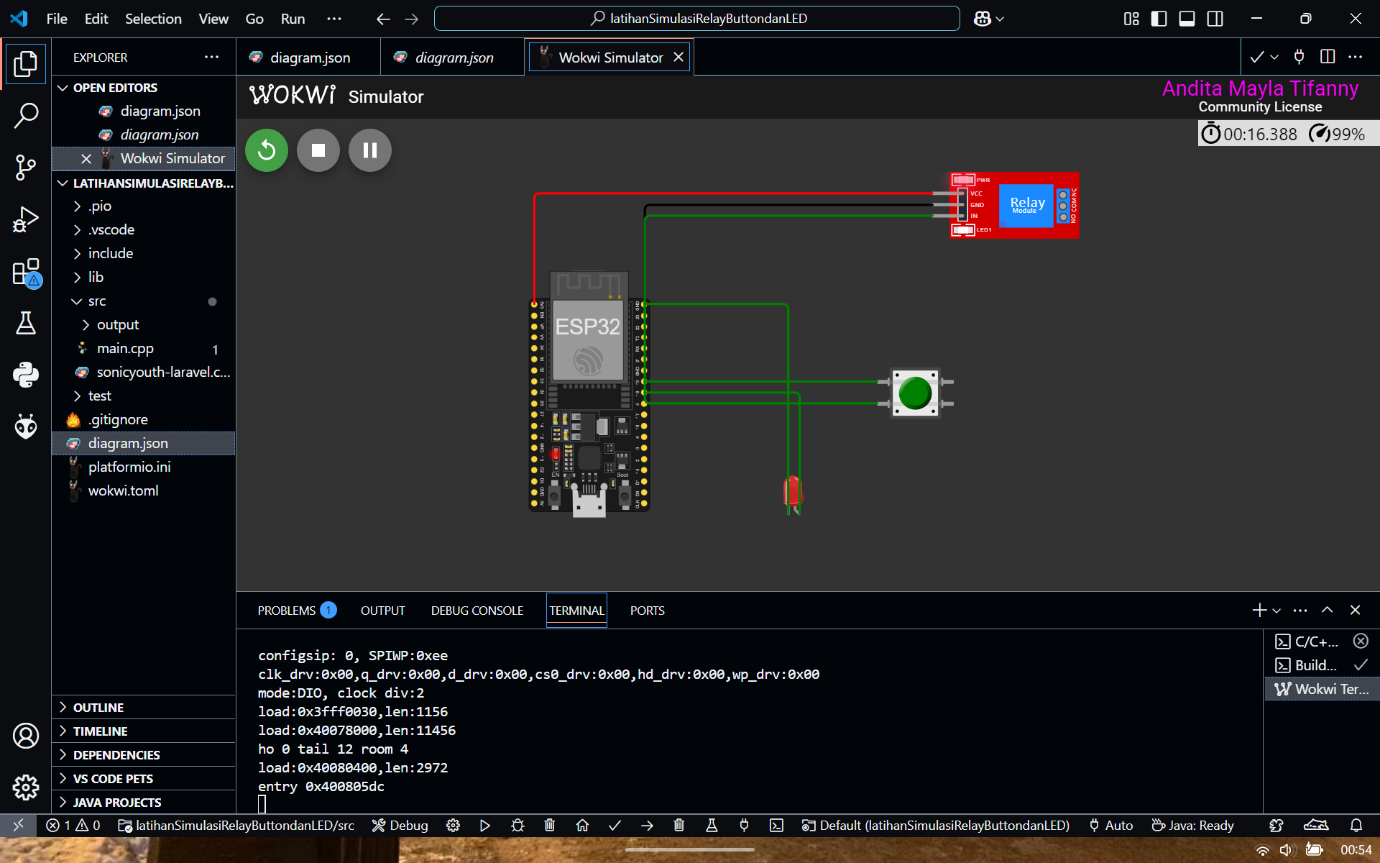 File Edit Selection View Go Run ··· latihanSimulasiRelayButtondanLED
EXPLORER ···
diagram.json diagram.json Wokwi Simulator
OPEN EDITORS
diagram.json
diagram.json
Wokwi Simulator
LATIHANSIMULASIRELAYB...
.pio
.vscode
include
lib
src
output
main.cpp 1
sonicyouth-laravel.c...
test
.gitignore
diagram.json
platformio.ini
wokwi.toml
OUTLINE
TIMELINE
DEPENDENCIES
VS CODE PETS
JAVA PROJECTS
WOKWi Simulator
Andita Mayla Tifanny
Community License
00:16.388 99%
PWR
VCC
GND
IN
LED1
Relay
Module
NO COM NC
ESP32
EN Boot
PROBLEMS 1 OUTPUT DEBUG CONSOLE TERMINAL PORTS
configsip: 0, SPIWP:0xee
clk_drv:0x00,q_drv:0x00,d_drv:0x00,cs0_drv:0x00,hd_drv:0x00,wp_drv:0x00
mode:DIO, clock div:2
load:0x3fff0030,len:1156
load:0x40078000,len:11456
ho 0 tail 12 room 4
load:0x40080400,len:2972
entry 0x400805dc
C/C+...
Build...
Wokwi Ter...
1 0 latihanSimulasiRelayButtondanLED/src Debug Default (latihanSimulasiRelayButtondanLED) Auto Java: Ready
00:54